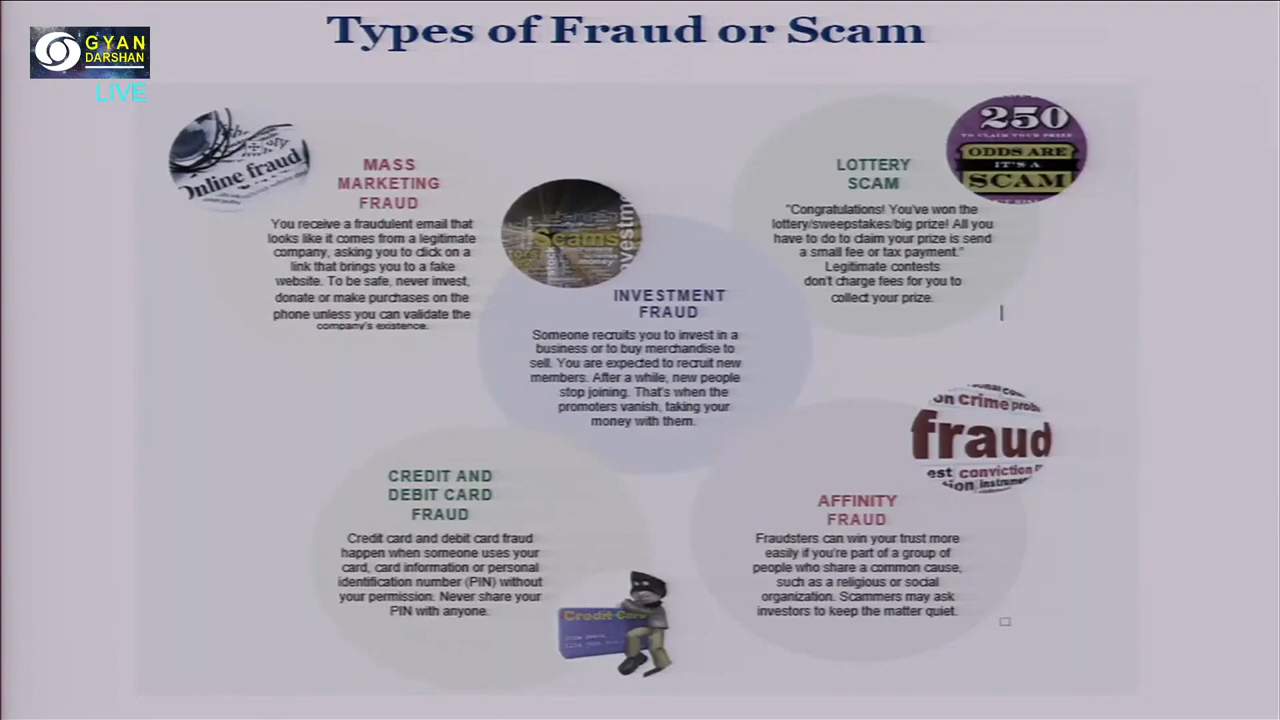 Types of Fraud or Scam
GYAN
DARSHAN
LIVE
Online fraud
MASS
MARKETING
FRAUD
You receive a fraudulent email that
looks like it comes from a legitimate
company, asking you to click on a
link that brings you to a fake
website. To be safe, never invest,
donate or make purchases on the
phone unless you can validate the
company's existence.
Scams
INVESTMENT
FRAUD
Someone recruits you to invest in a
business or to buy merchandise to
sell. You are expected to recruit new
members. After a while, new people
stop joining. That's when the
promoters vanish, taking your
money with them.
LOTTERY
SCAM
"Congratulations! You've won the
lottery/sweepstakes/big prize! All you
have to do to claim your prize is send
a small fee or tax payment."
Legitimate contests
don't charge fees for you to
collect your prize.
250
TO CLAIM YOUR PRIZE
ODDS ARE
IT'S A
SCAM
CREDIT AND
DEBIT CARD
FRAUD
Credit card and debit card fraud
happen when someone uses your
card, card information or personal
identification number (PIN) without
your permission. Never share your
PIN with anyone.
Credit Card
on Crime prob
fraud
est conviction
AFFINITY
FRAUD
Fraudsters can win your trust more
easily if you're part of a group of
people who share a common cause,
such as a religious or social
organization. Scammers may ask
investors to keep the matter quiet.